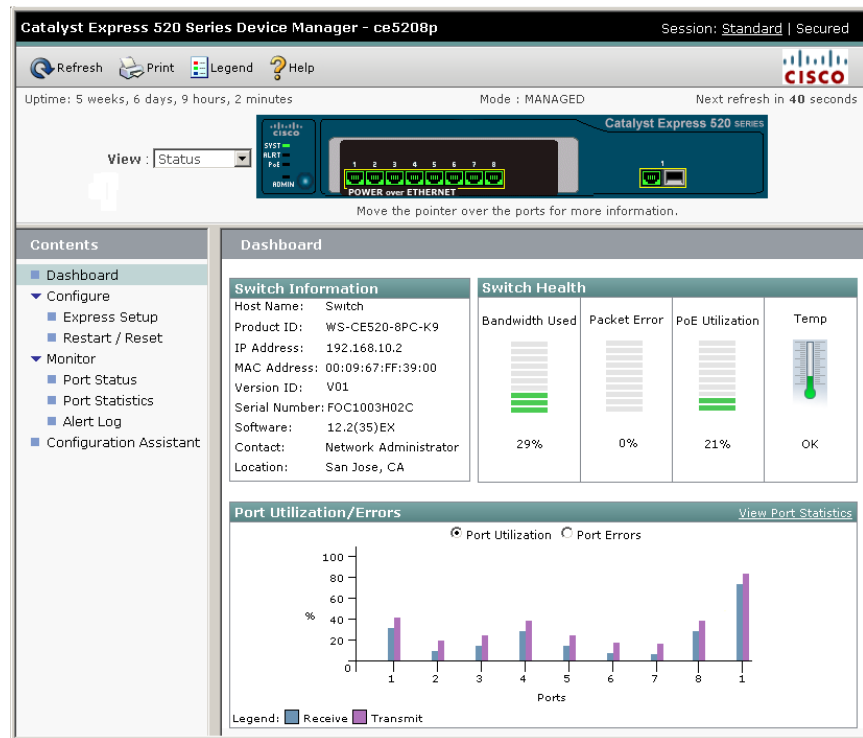 Catalyst Express 520 Series Device Manager - ce5208p
Session: Standard | Secured
Refresh Print Legend Help
CISCO
Uptime: 5 weeks, 6 days, 9 hours, 2 minutes
Mode : MANAGED
Next refresh in 40 seconds
View : Status
CISCO
SYST
ALRT
PoE
ADMIN
1 2 3 4 5 6 7 8
POWER over ETHERNET
Catalyst Express 520 SERIES
1
Move the pointer over the ports for more information.
Contents
Dashboard
Configure
Express Setup
Restart / Reset
Monitor
Port Status
Port Statistics
Alert Log
Configuration Assistant
Dashboard
Switch Information
Host Name: Switch
Product ID: WS-CE520-8PC-K9
IP Address: 192.168.10.2
MAC Address: 00:09:67:FF:39:00
Version ID: V01
Serial Number: FOC1003H02C
Software: 12.2(35)EX
Contact: Network Administrator
Location: San Jose, CA
Switch Health
Bandwidth Used Packet Error PoE Utilization Temp
29% 0% 21% OK
Port Utilization/Errors
View Port Statistics
Port Utilization Port Errors
100
80
60
% 40
20
0
1 2 3 4 5 6 7 8 1
Ports
Legend: Receive Transmit